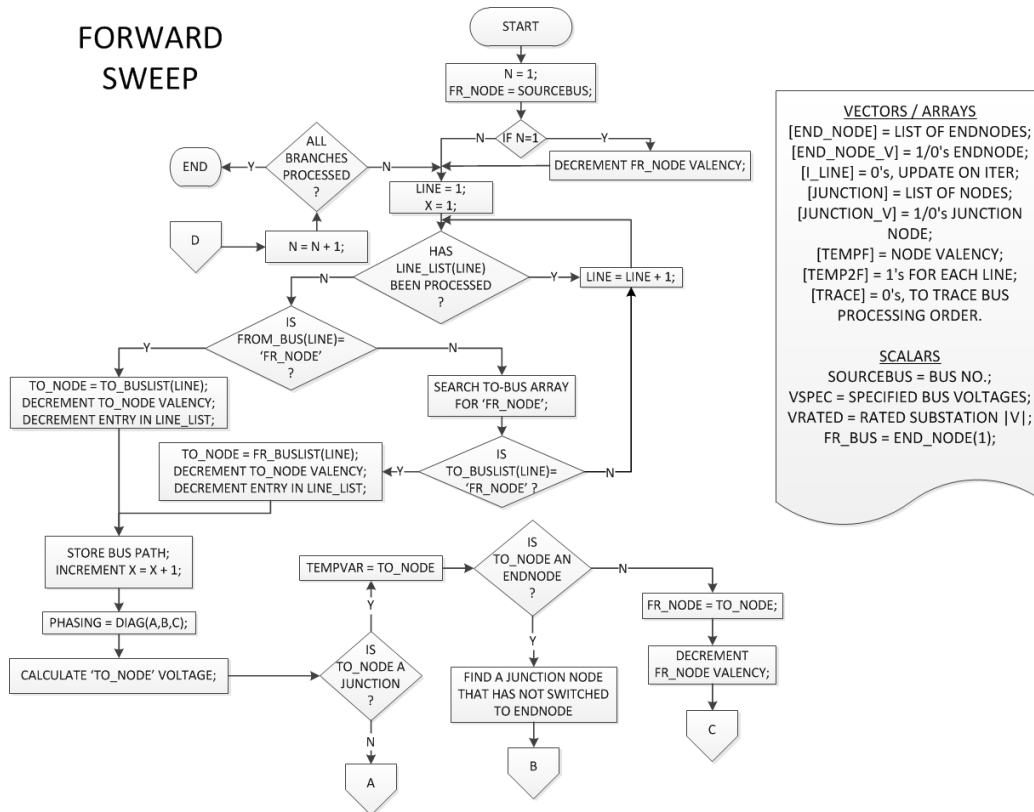 FORWARD
SWEEP
START
N = 1;
FR_NODE = SOURCEBUS;
IF N=1
N
Y
DECREMENT FR_NODE VALENCY;
ALL
BRANCHES
PROCESSED
?
Y
N
END
D
N = N + 1;
LINE = 1;
X = 1;
HAS
LINE_LIST(LINE)
BEEN PROCESSED
?
N
Y
LINE = LINE + 1;
IS
FROM_BUS(LINE)=
‘FR_NODE’
?
Y
N
TO_NODE = TO_BUSLIST(LINE);
DECREMENT TO_NODE VALENCY;
DECREMENT ENTRY IN LINE_LIST;
SEARCH TO-BUS ARRAY
FOR ‘FR_NODE’;
IS
TO_BUSLIST(LINE)=
‘FR_NODE’ ?
Y
N
TO_NODE = FR_BUSLIST(LINE);
DECREMENT TO_NODE VALENCY;
DECREMENT ENTRY IN LINE_LIST;
STORE BUS PATH;
INCREMENT X = X + 1;
PHASING = DIAG(A,B,C);
CALCULATE ‘TO_NODE’ VOLTAGE;
IS
TO_NODE A
JUNCTION
?
Y
N
A
TEMPVAR = TO_NODE
IS
TO_NODE AN
ENDNODE
?
Y
N
FIND A JUNCTION NODE
THAT HAS NOT SWITCHED
TO ENDNODE
B
FR_NODE = TO_NODE;
DECREMENT
FR_NODE VALENCY;
C
VECTORS / ARRAYS
[END_NODE] = LIST OF ENDNODES;
[END_NODE_V] = 1/0's ENDNODE;
[I_LINE] = 0's, UPDATE ON ITER;
[JUNCTION] = LIST OF NODES;
[JUNCTION_V] = 1/0's JUNCTION
NODE;
[TEMPF] = NODE VALENCY;
[TEMP2F] = 1's FOR EACH LINE;
[TRACE] = 0's, TO TRACE BUS
PROCESSING ORDER.
SCALARS
SOURCEBUS = BUS NO.;
VSPEC = SPECIFIED BUS VOLTAGES;
VRATED = RATED SUBSTATION |V|;
FR_BUS = END_NODE(1);